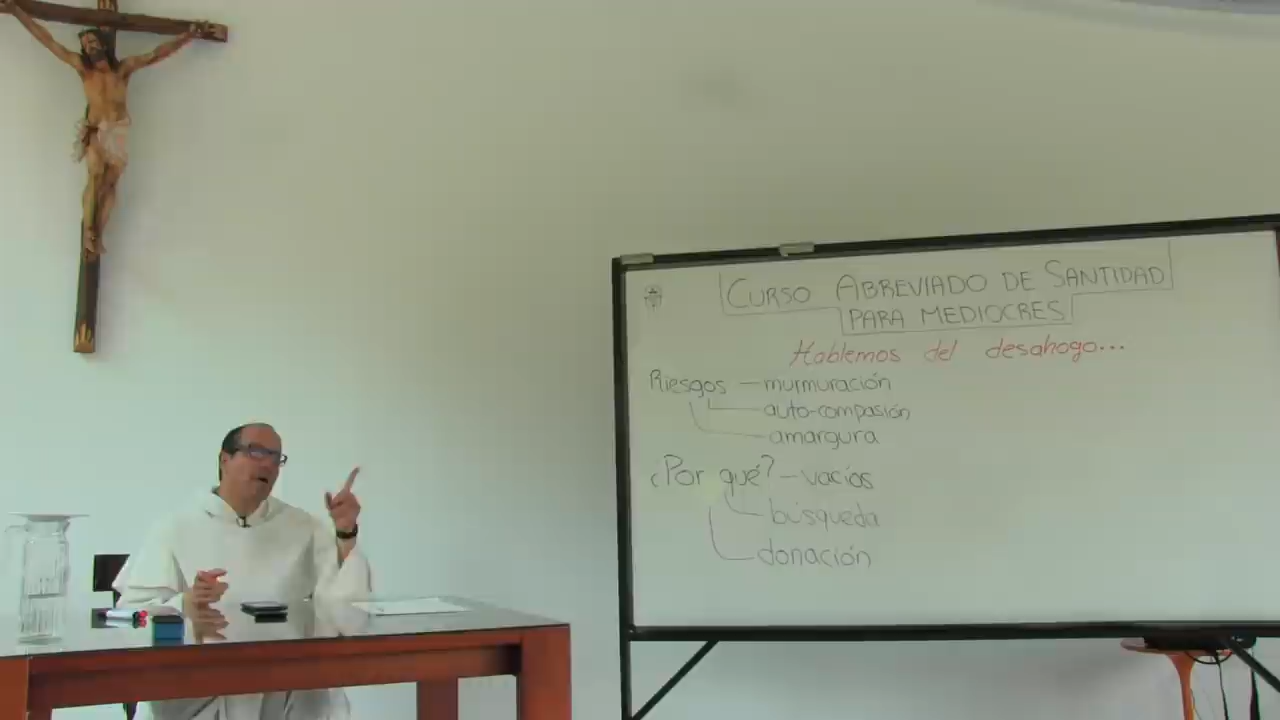 CURSO ABREVIADO DE SANTIDAD
PARA MEDIOCRES
Hablemos del desahogo...
Riesgos — murmuración
auto-compasión
amargura
¿Por qué? — vacíos
búsqueda
donación